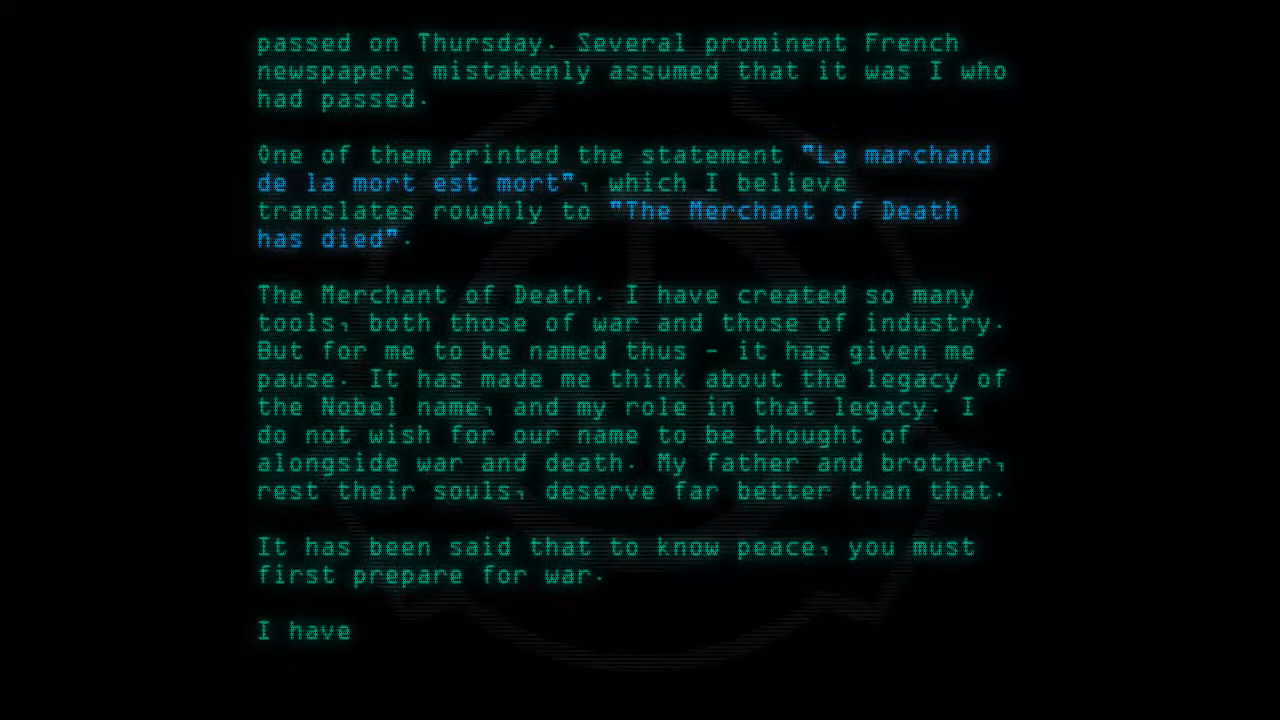 passed on Thursday. Several prominent French
newspapers mistakenly assumed that it was I who
had passed.
One of them printed the statement "Le marchand
de la mort est mort", which I believe
translates roughly to "The Merchant of Death
has died".
The Merchant of Death. I have created so many
tools, both those of war and those of industry.
But for me to be named thus - it has given me
pause. It has made me think about the legacy of
the Nobel name, and my role in that legacy. I
do not wish for our name to be thought of
alongside war and death. My father and brother,
rest their souls, deserve far better than that.
It has been said that to know peace, you must
first prepare for war.
I have